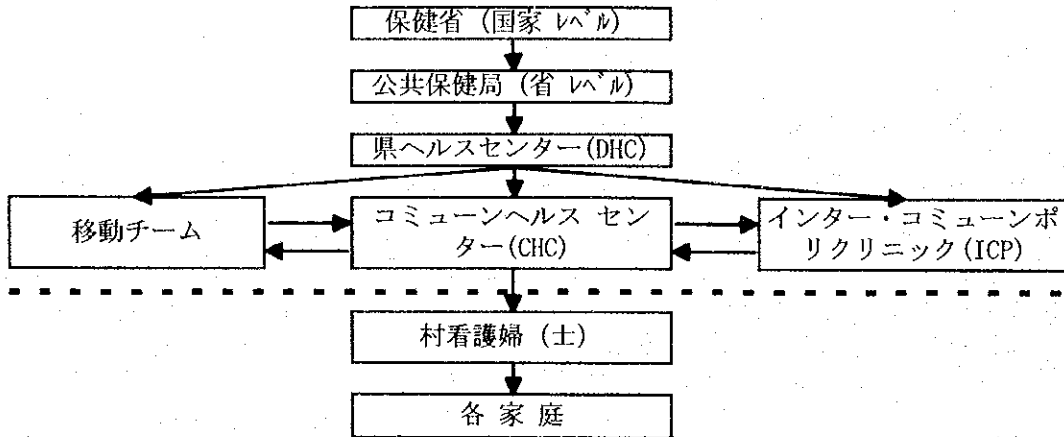 保健省 (国家 ﾚﾍﾞﾙ)
公共保健局 (省 ﾚﾍﾞﾙ)
県ヘルスセンター(DHC)
移動チーム
コミューンヘルス セン
ター(CHC)
インター・コミューンポ
リクリニック(ICP)
村看護婦 (士)
各 家 庭